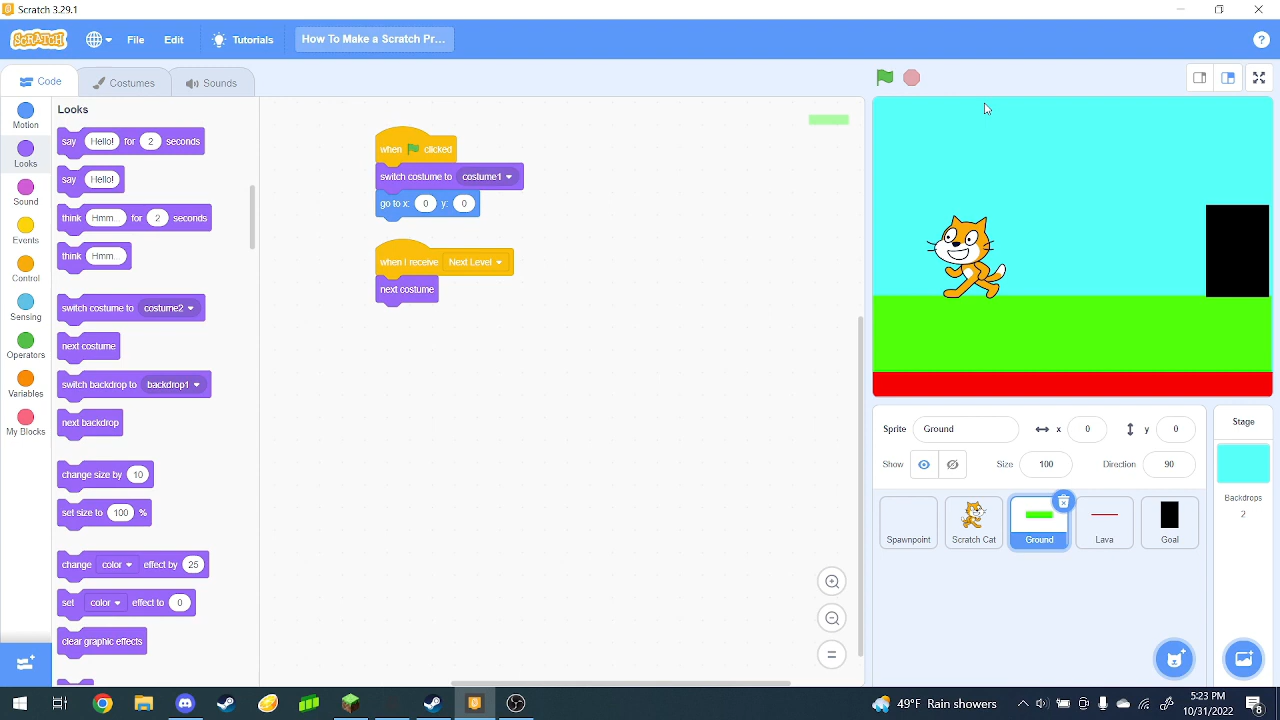 Scratch 3.29.1
SCRATCH
File
Edit
Tutorials
How To Make a Scratch Pr...
?
Code
Costumes
Sounds
Motion
Looks
Sound
Events
Control
Sensing
Operators
Variables
My Blocks
Looks
say Hello! for 2 seconds
say Hello!
think Hmm... for 2 seconds
think Hmm...
switch costume to costume2
next costume
switch backdrop to backdrop1
next backdrop
change size by 10
set size to 100 %
change color effect by 25
set color effect to 0
clear graphic effects
when clicked
switch costume to costume1
go to x: 0 y: 0
when I receive Next Level
next costume
Sprite Ground x 0 y 0
Show Size 100 Direction 90
Spawnpoint
Scratch Cat
Ground
Lava
Goal
Stage
Backdrops
2
49°F Rain showers
5:23 PM
10/31/2022
8